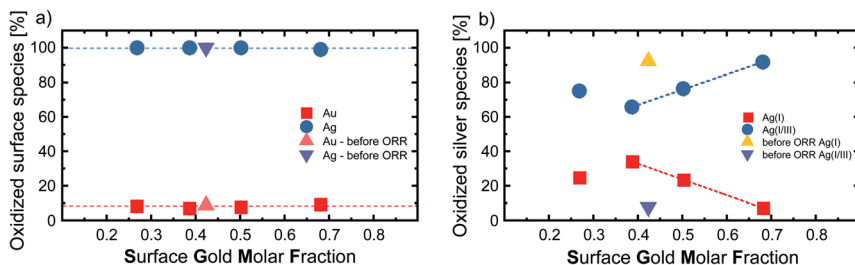 a)
Oxidized surface species [%]
100
80
60
40
20
0
Au
Ag
Au - before ORR
Ag - before ORR
0.2 0.3 0.4 0.5 0.6 0.7 0.8
Surface Gold Molar Fraction
b)
Oxidized silver species [%]
100
80
60
40
20
0
Ag(I)
Ag(I/III)
before ORR Ag(I)
before ORR Ag(I/III)
0.2 0.3 0.4 0.5 0.6 0.7 0.8
Surface Gold Molar Fraction